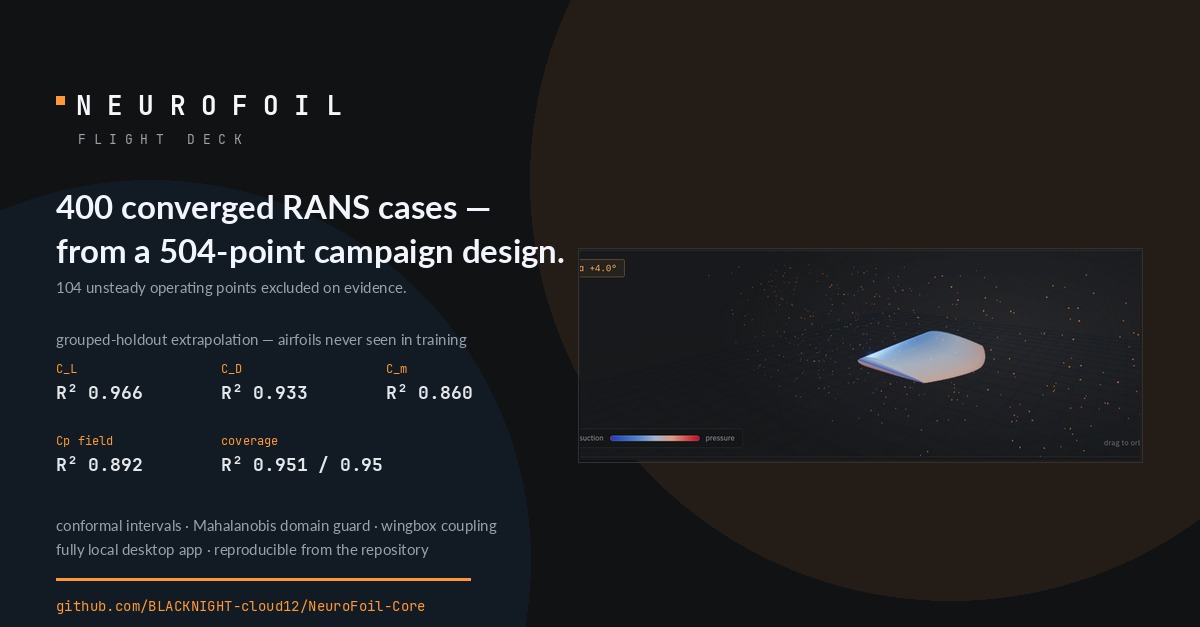 NEUROFOIL
FLIGHT DECK
400 converged RANS cases —
from a 504-point campaign design.
104 unsteady operating points excluded on evidence.
grouped-holdout extrapolation — airfoils never seen in training
C_L C_D C_m
R² 0.966 R² 0.933 R² 0.860
Cp field coverage
R² 0.892 R² 0.951 / 0.95
conformal intervals · Mahalanobis domain guard · wingbox coupling
fully local desktop app · reproducible from the repository
github.com/BLACKNIGHT-cloud12/NeuroFoil-Core
α +4.0°
suction pressure
drag to orl